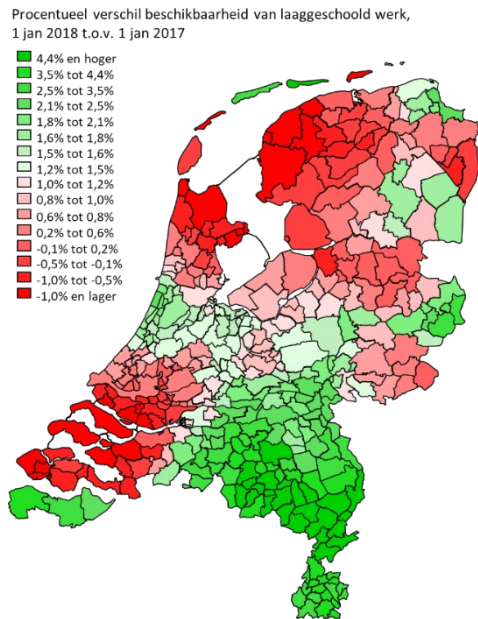 Procentueel verschil beschikbaarheid van laaggeschoold werk,
1 jan 2018 t.o.v. 1 jan 2017
4,4% en hoger
3,5% tot 4,4%
2,5% tot 3,5%
2,1% tot 2,5%
1,8% tot 2,1%
1,6% tot 1,8%
1,5% tot 1,6%
1,2% tot 1,5%
1,0% tot 1,2%
0,8% tot 1,0%
0,6% tot 0,8%
0,2% tot 0,6%
-0,1% tot 0,2%
-0,5% tot -0,1%
-1,0% tot -0,5%
-1,0% en lager